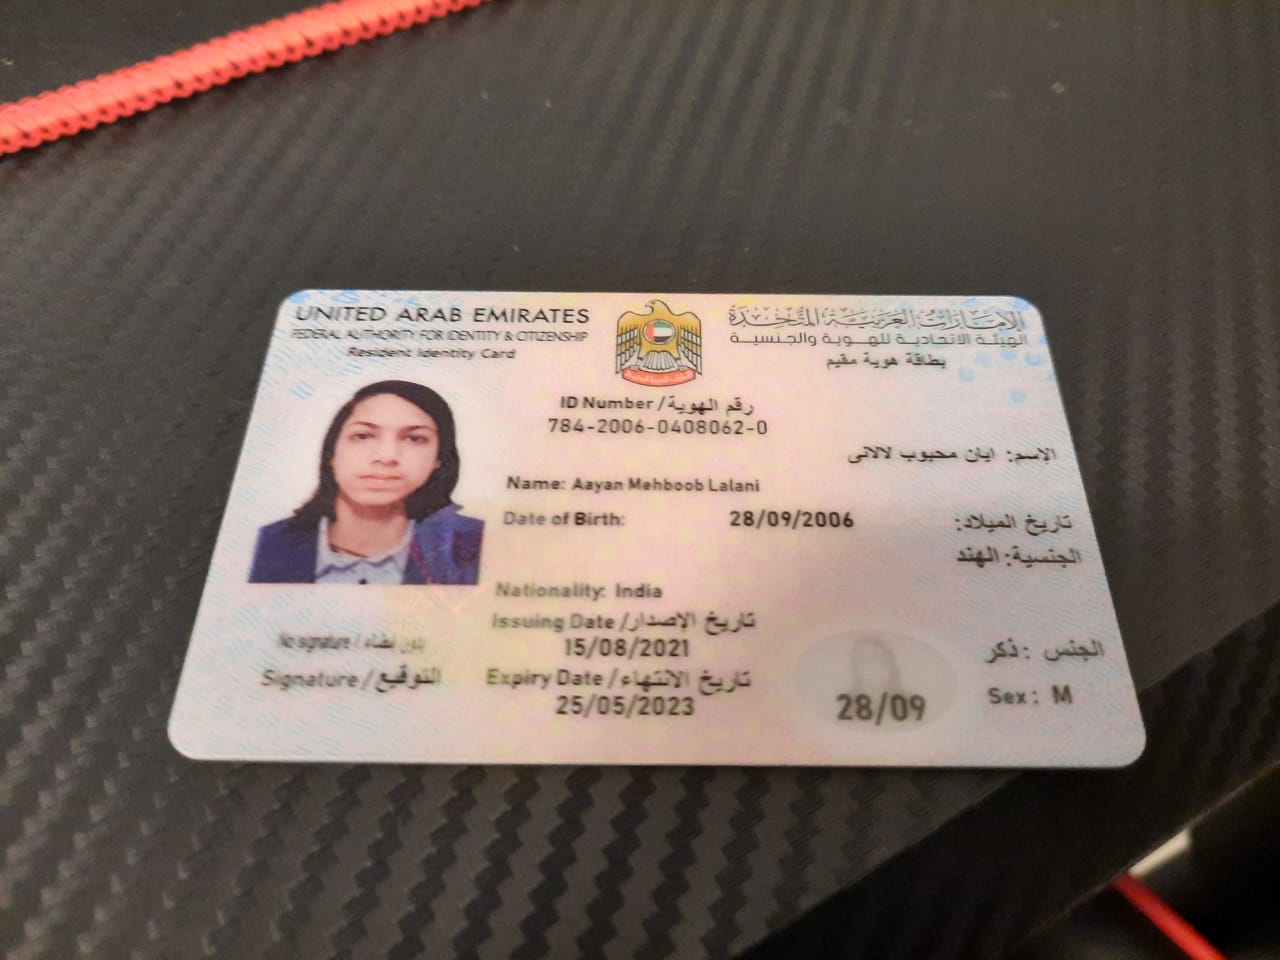 UNITED ARAB EMIRATES
الإمارات العربية المتحدة
FEDERAL AUTHORITY FOR IDENTITY & CITIZENSHIP
الهيئة الاتحادية للهوية والجنسية
Resident Identity Card
بطاقة هوية مقيم
ID Number / رقم الهوية
784-2006-0408062-0
الإسم: ايان محبوب لالانى
Name: Aayan Mehboob Lalani
Date of Birth: 28/09/2006 تاريخ الميلاد:
الجنسية: الهند
Nationality: India
Issuing Date / تاريخ الإصدار
15/08/2021
No signature / بدون إمضاء
الجنس : ذكر
Signature / التوقيع
Expiry Date / تاريخ الانتهاء
25/05/2023
28/09
Sex: M